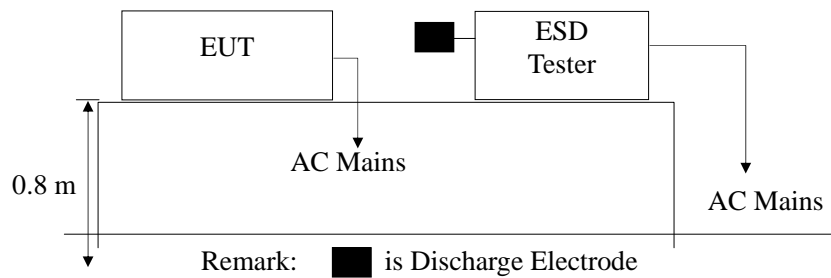 EUT
ESD
Tester
AC Mains
0.8 m
AC Mains
Remark: is Discharge Electrode